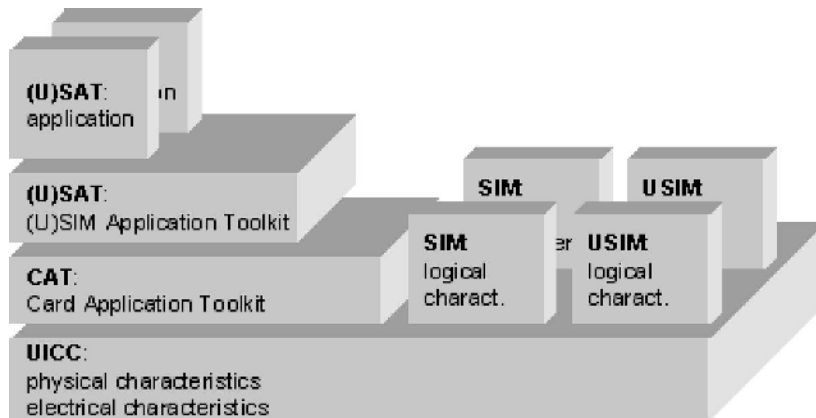 (U)SAT:
application
on
(U)SAT:
(U)SIM Application Toolkit
SIM:
USIM:
SIM:
logical
charact.
er
USIM:
logical
charact.
CAT:
Card Application Toolkit
UICC:
physical characteristics
electrical characteristics